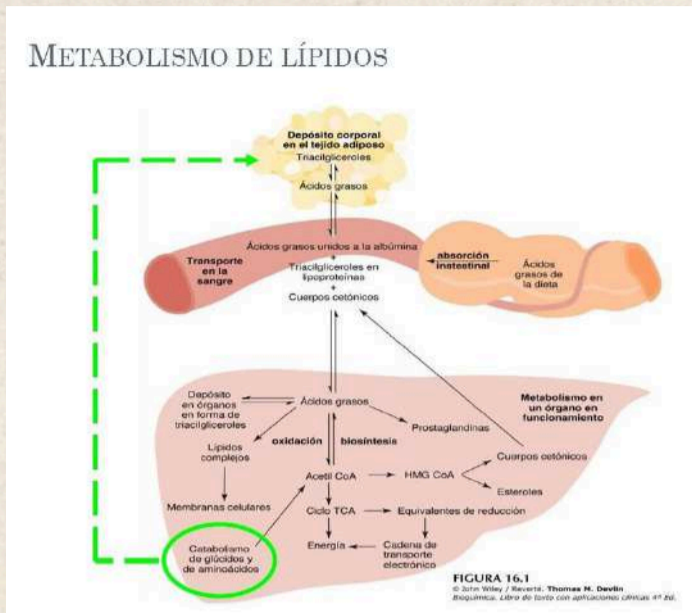 METABOLISMO DE LÍPIDOS
Depósito corporal
en el tejido adiposo
Triacilgliceroles
Ácidos grasos
Transporte
en la
sangre
Ácidos grasos unidos a la albúmina
+
Triacilgliceroles en
lipoproteínas
+
Cuerpos cetónicos
absorción
instestinal
Ácidos
grasos de
la dieta
Depósito
en órganos
en forma de
triacilgliceroles
Ácidos grasos
Metabolismo en
un órgano en
funcionamiento
Prostaglandinas
Lípidos
complejos
oxidación
biosíntesis
Cuerpos cetónicos
Acetil CoA
HMG CoA
Esteroles
Membranas celulares
Ciclo TCA
Equivalentes de reducción
Catabolismo
de glúcidos y
de aminoácidos
Energía
Cadena de
transporte
electrónico
FIGURA 16.1
© John Wiley / Reverté. Thomas M. Devlin
Bioquímica. Libro de texto con aplicaciones clínicas 4ª Ed.